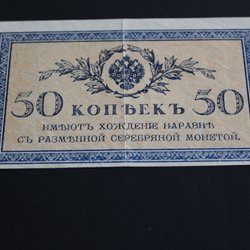 50 КОПѢЕКЪ 50
ИМѢЮТЪ ХОЖДЕНІЕ НАРАВНѢ
СЪ РАЗМѢННОЙ СЕРЕБРЯНОЙ МОНЕТОЙ.